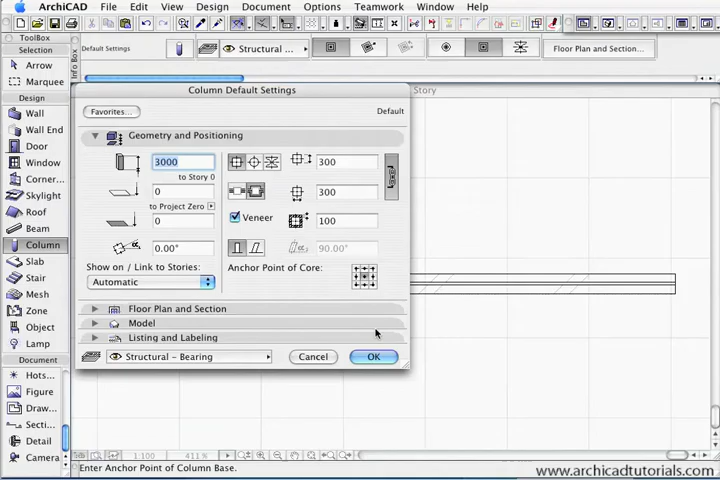 ArchiCAD File Edit View Design Document Options Teamwork Window Help
ToolBox
Selection
Arrow
Marquee
Design
Wall
Wall End
Door
Window
Corner...
Skylight
Roof
Beam
Column
Slab
Stair
Mesh
Zone
Object
Lamp
Document
Hots...
Figure
Draw...
Secti...
Detail
Camera
Info Box
Default Settings
Structural ...
Floor Plan and Section...
Story
Column Default Settings
Favorites...
Default
Geometry and Positioning
3000
to Story 0
0
to Project Zero
0
0.00°
Show on / Link to Stories:
Automatic
300
300
Veneer
100
90.00°
Anchor Point of Core:
Floor Plan and Section
Model
Listing and Labeling
Structural - Bearing
Cancel
OK
1:100
411 %
Enter Anchor Point of Column Base.
www.archicadtutorials.com